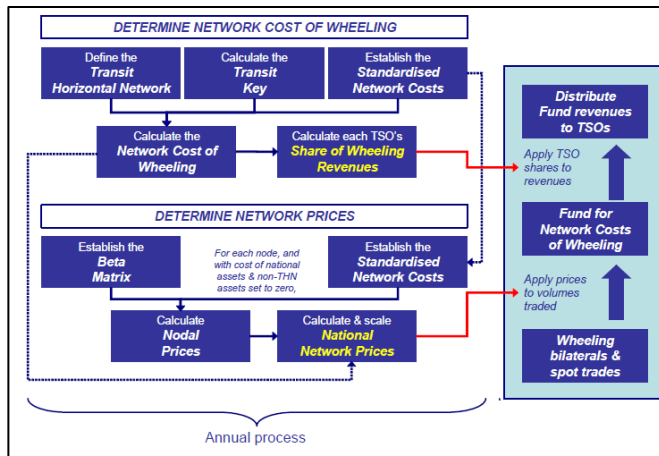 DETERMINE NETWORK COST OF WHEELING
Define the
Transit
Horizontal Network
Calculate the
Transit
Key
Establish the
Standardised
Network Costs
Calculate the
Network Cost of
Wheeling
Calculate each TSO's
Share of Wheeling
Revenues
DETERMINE NETWORK PRICES
Establish the
Beta
Matrix
For each node, and
with cost of national
assets & non-THN
assets set to zero,
Establish the
Standardised
Network Costs
Calculate
Nodal
Prices
Calculate & scale
National
Network Prices
Annual process
Distribute
Fund revenues
to TSOs
Apply TSO
shares to
revenues
Fund for
Network Costs
of Wheeling
Apply prices
to volumes
traded
Wheeling
bilaterals &
spot trades